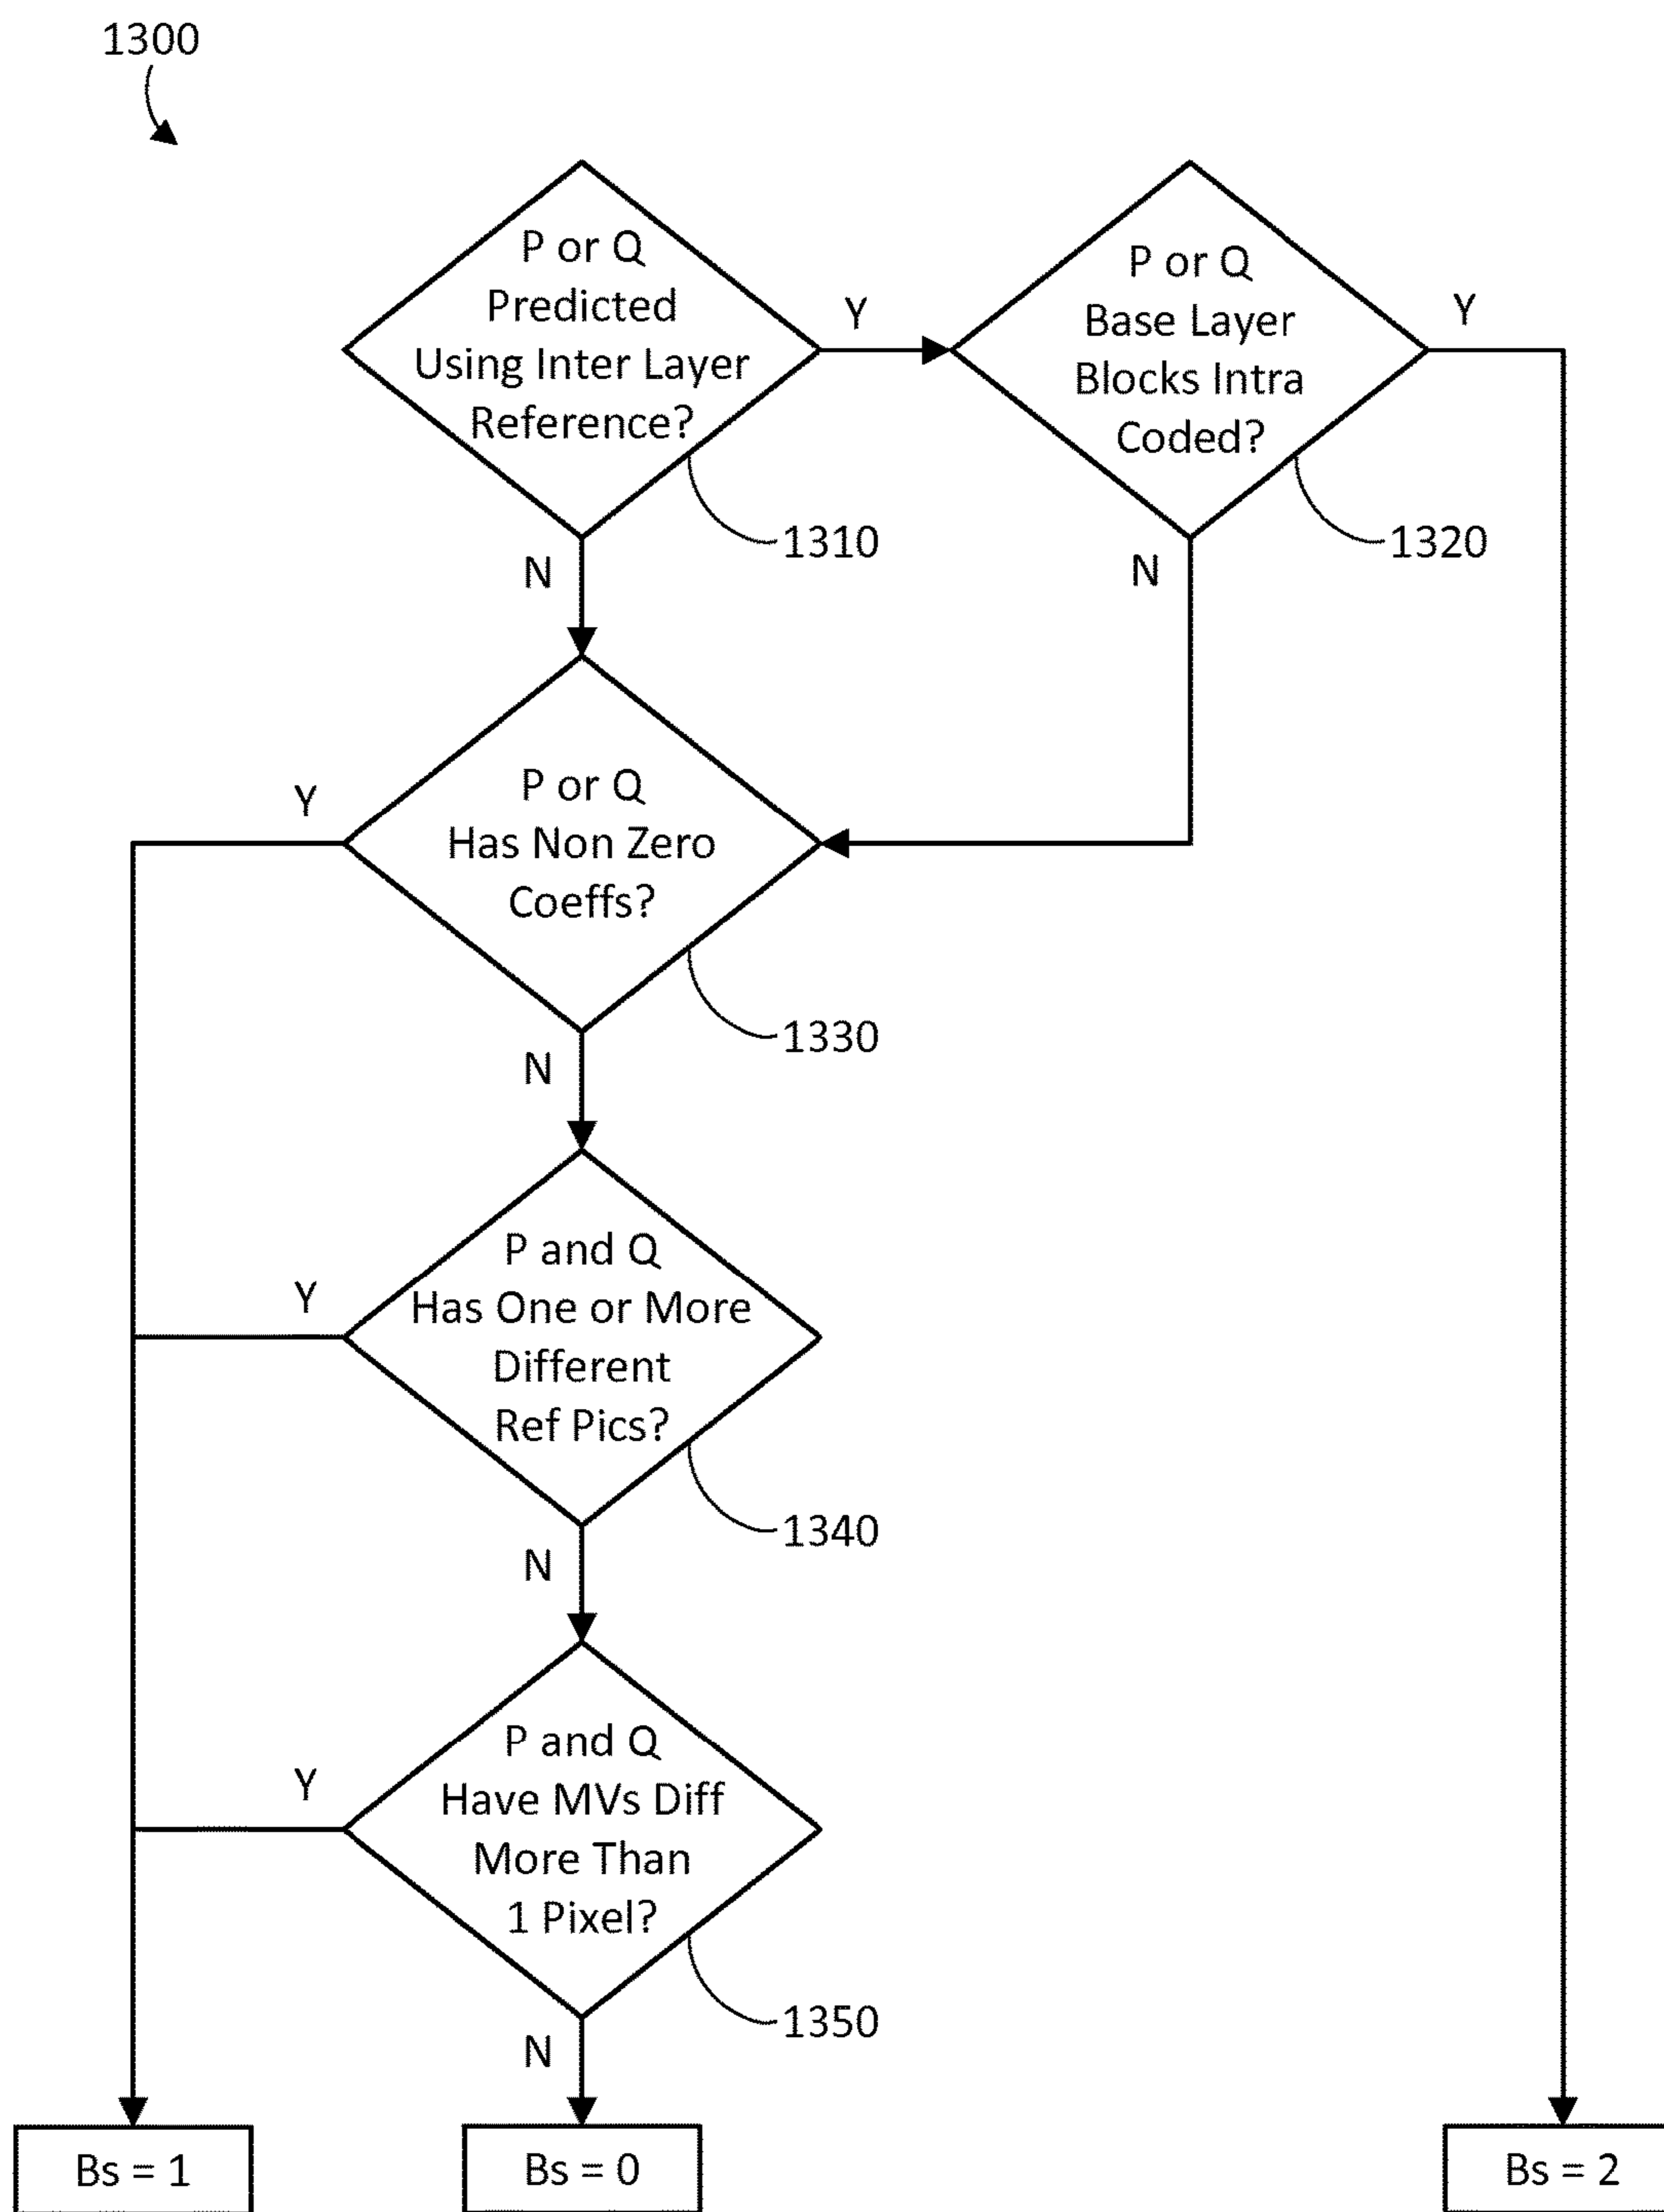 1300
P or Q
Predicted
Using Inter Layer
Reference?
Y
P or Q
Base Layer
Blocks Intra
Coded?
Y
1310
1320
N
N
P or Q
Has Non Zero
Coeffs?
Y
1330
N
P and Q
Has One or More
Different
Ref Pics?
Y
1340
N
P and Q
Have MVs Diff
More Than
1 Pixel?
Y
1350
N
Bs = 1
Bs = 0
Bs = 2